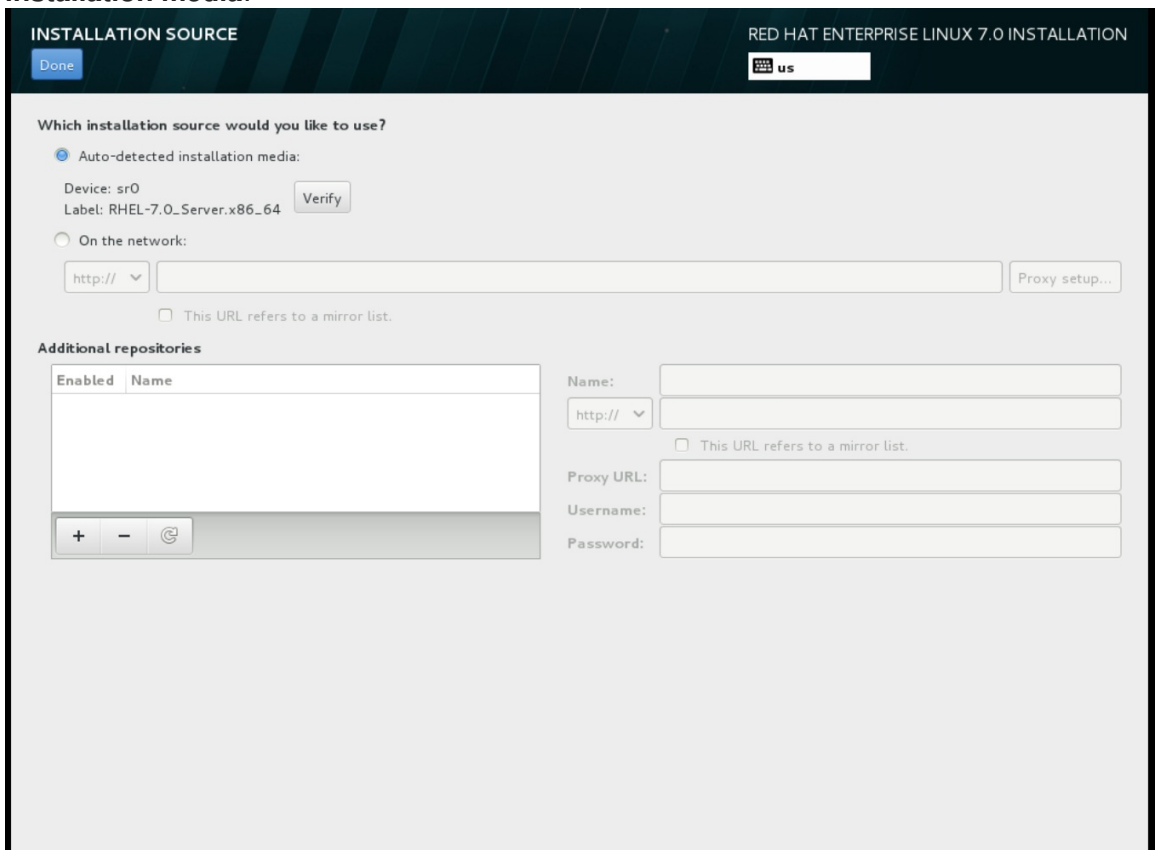 INSTALLATION SOURCE
RED HAT ENTERPRISE LINUX 7.0 INSTALLATION
Done
us
Which installation source would you like to use?
Auto-detected installation media:
Device: sr0
Label: RHEL-7.0_Server.x86_64
Verify
On the network:
http://
Proxy setup...
This URL refers to a mirror list.
Additional repositories
Enabled Name
Name:
http://
This URL refers to a mirror list.
Proxy URL:
Username:
Password:
+ −